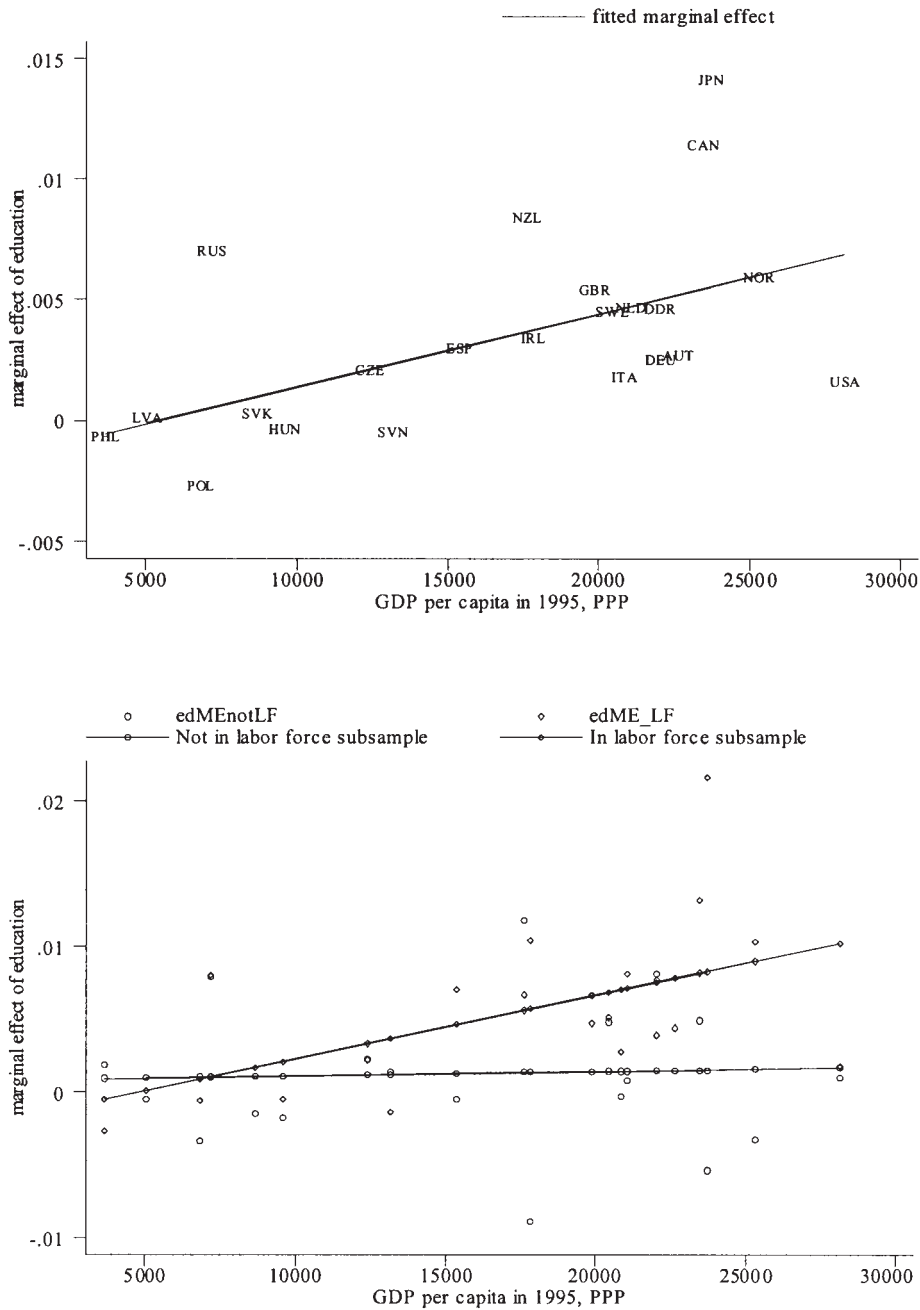 fitted marginal effect
.015
JPN
CAN
.01
NZL
RUS
NOR
GBR
.005
SWE NLD DDR
IRL
ESP
DEU AUT
CZE
ITA
USA
LVA
SVK
0
HUN
SVN
PHL
POL
-.005
marginal effect of education
5000 10000 15000 20000 25000 30000
GDP per capita in 1995, PPP
edMEnotLF edME_LF
Not in labor force subsample In labor force subsample
.02
.01
0
-.01
marginal effect of education
5000 10000 15000 20000 25000 30000
GDP per capita in 1995, PPP